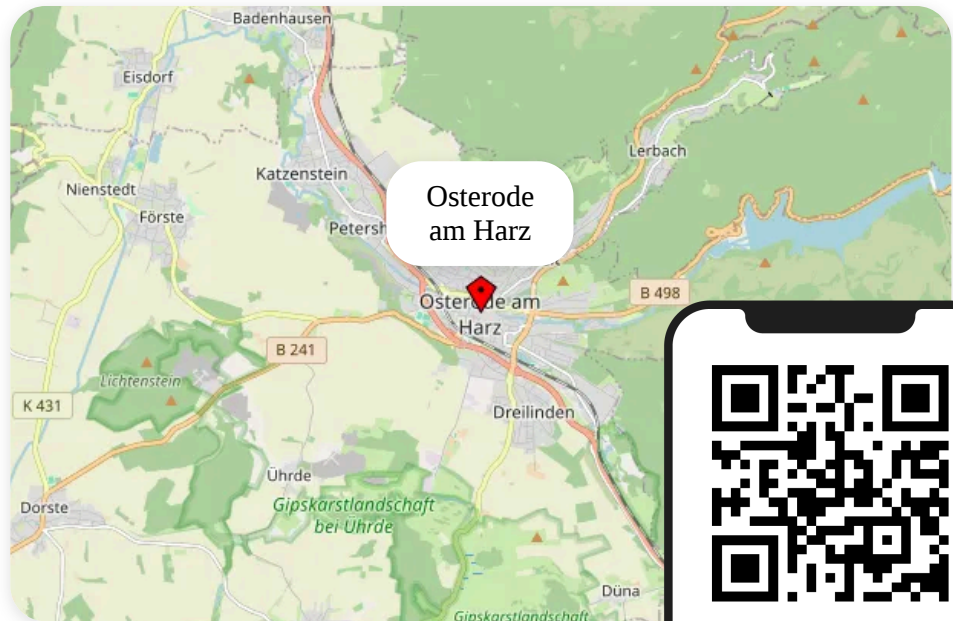 Badenhausen
Eisdorf
Lerbach
Katzenstein
Nienstedt
Förste
Osterode
am Harz
Petersh
B 498
Osterode am
Harz
B 241
Lichtenstein
K 431
Dreilinden
Ührde
Gipskarstlandschaft
bei Ührde
Dorste
Düna
Gipskarstlandschaft